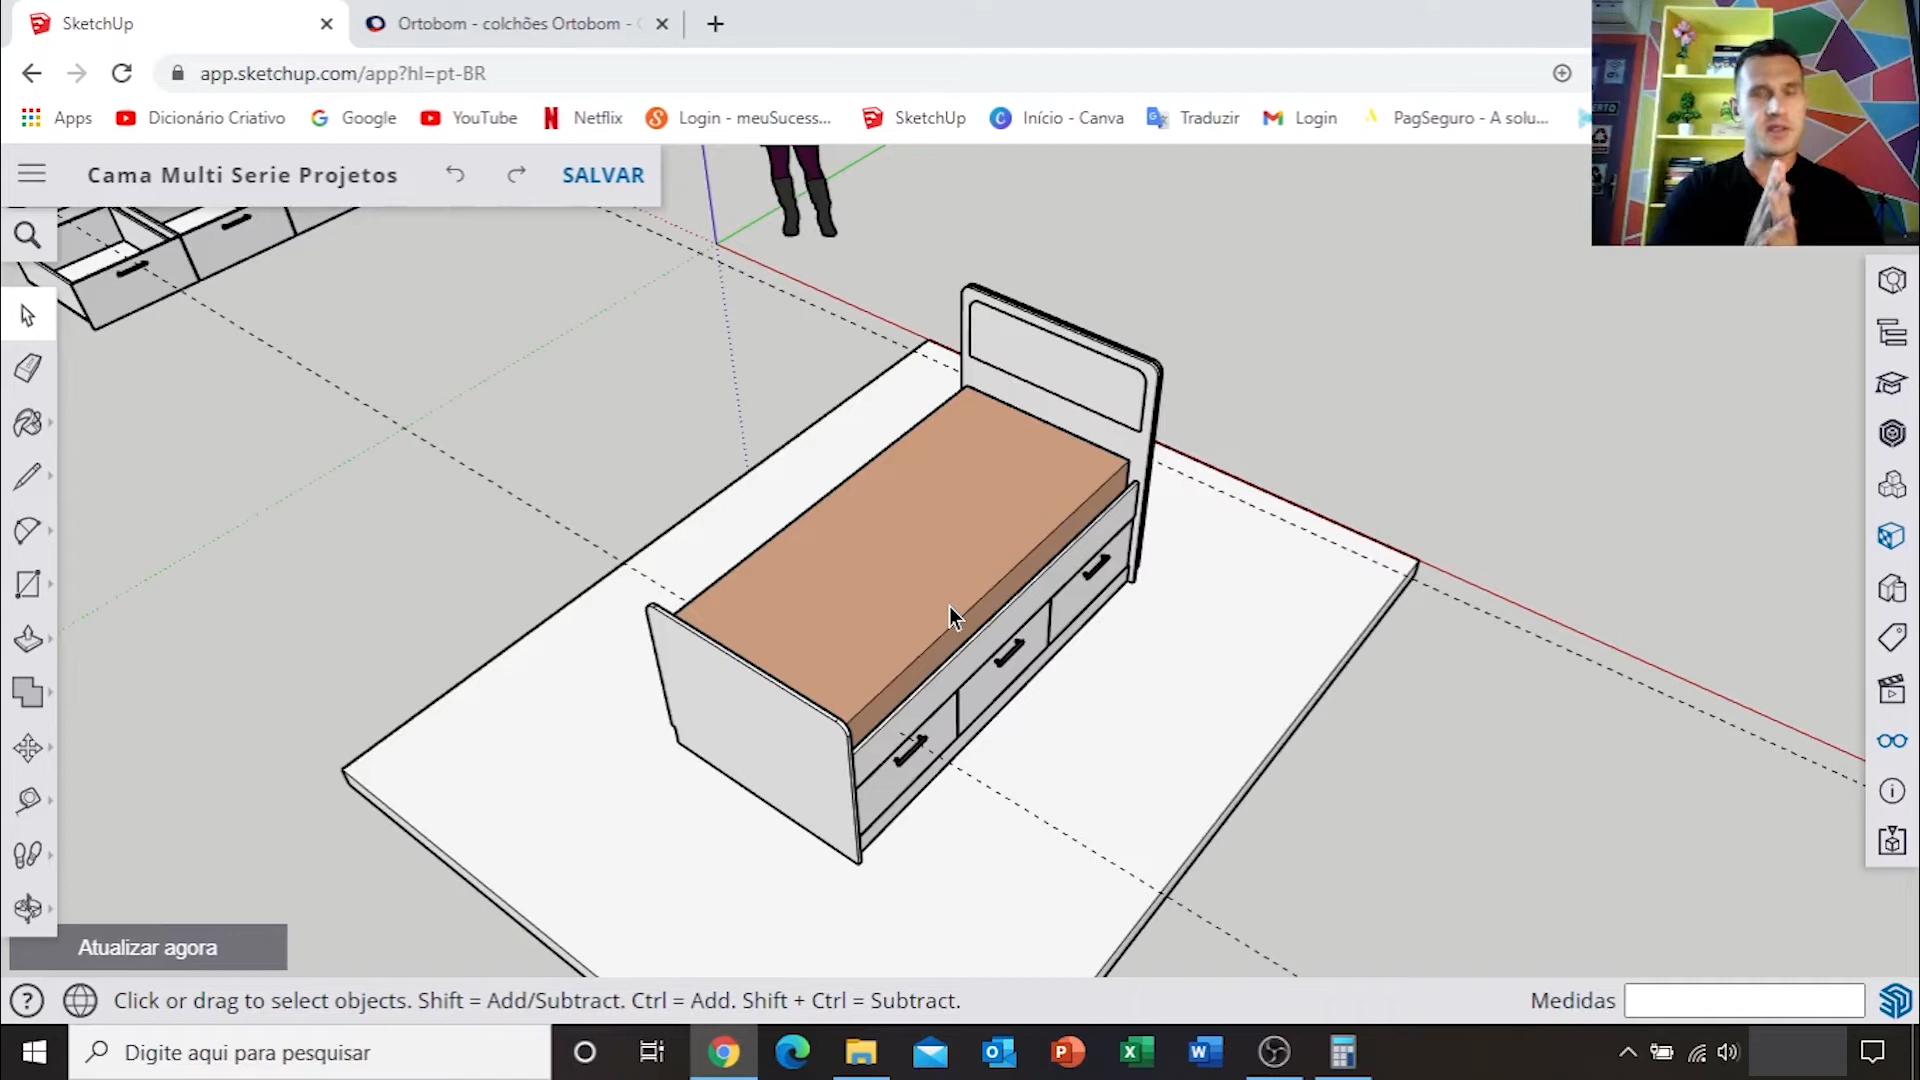 SketchUp
Ortobom - colchões Ortobom -
app.sketchup.com/app?hl=pt-BR
Apps Dicionário Criativo Google YouTube Netflix Login - meuSucess... SketchUp Início - Canva Traduzir Login PagSeguro - A solu...
Cama Multi Serie Projetos SALVAR
Atualizar agora
Click or drag to select objects. Shift = Add/Subtract. Ctrl = Add. Shift + Ctrl = Subtract.
Medidas
Digite aqui para pesquisar